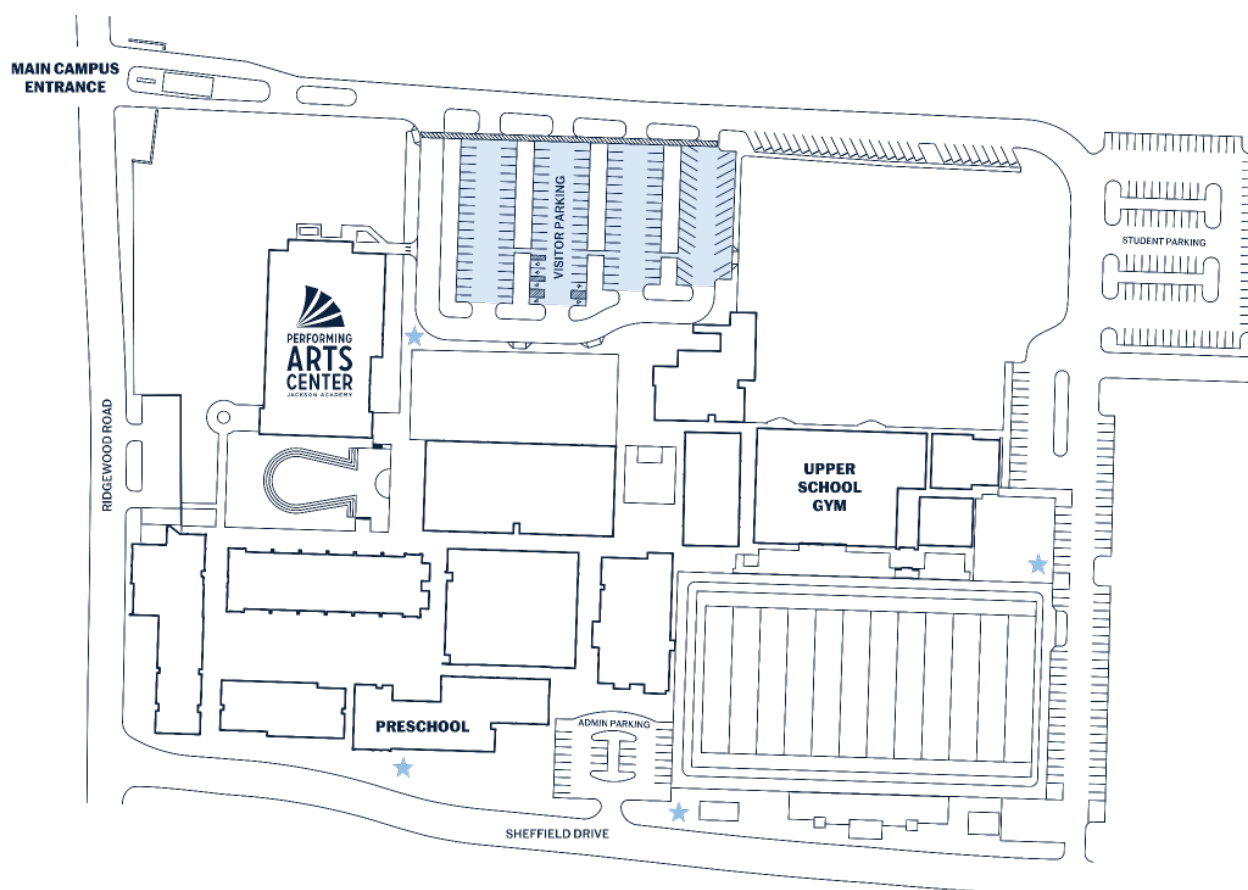 MAIN CAMPUS
ENTRANCE
VISITOR PARKING
STUDENT PARKING
PERFORMING
ARTS
CENTER
JACKSON ACADEMY
RIDGEWOOD ROAD
UPPER
SCHOOL
GYM
ADMIN PARKING
PRESCHOOL
SHEFFIELD DRIVE